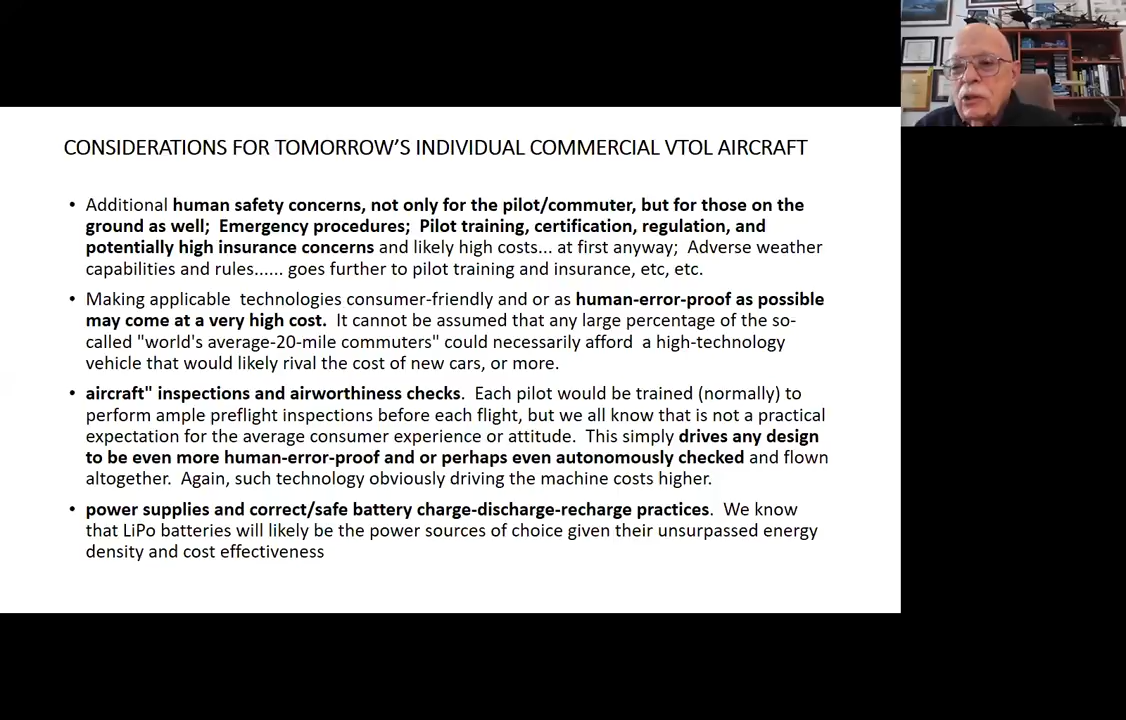 CONSIDERATIONS FOR TOMORROW'S INDIVIDUAL COMMERCIAL VTOL AIRCRAFT
• Additional human safety concerns, not only for the pilot/commuter, but for those on the
ground as well;  Emergency procedures;  Pilot training, certification, regulation, and
potentially high insurance concerns and likely high costs... at first anyway;  Adverse weather
capabilities and rules...... goes further to pilot training and insurance, etc, etc.
• Making applicable  technologies consumer-friendly and or as human-error-proof as possible
may come at a very high cost.  It cannot be assumed that any large percentage of the so-
called "world's average-20-mile commuters" could necessarily afford  a high-technology
vehicle that would likely rival the cost of new cars, or more.
• aircraft" inspections and airworthiness checks.  Each pilot would be trained (normally) to
perform ample preflight inspections before each flight, but we all know that is not a practical
expectation for the average consumer experience or attitude.  This simply drives any design
to be even more human-error-proof and or perhaps even autonomously checked and flown
altogether.  Again, such technology obviously driving the machine costs higher.
• power supplies and correct/safe battery charge-discharge-recharge practices.  We know
that LiPo batteries will likely be the power sources of choice given their unsurpassed energy
density and cost effectiveness